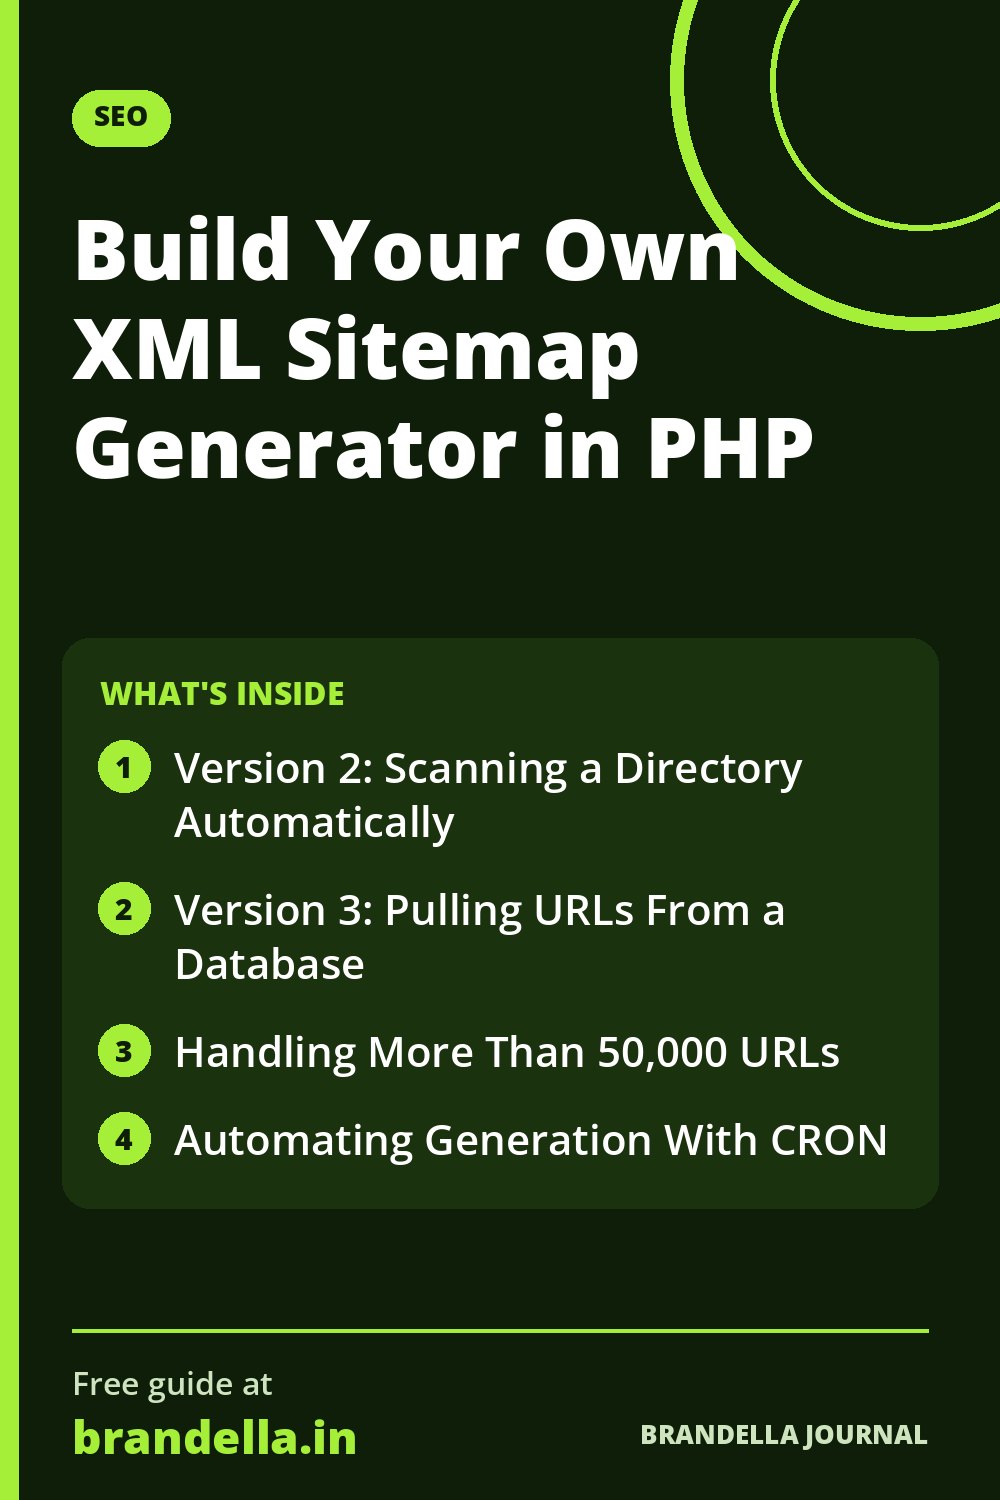 SEO
Build Your Own
XML Sitemap
Generator in PHP
WHAT'S INSIDE
1 Version 2: Scanning a Directory
Automatically
2 Version 3: Pulling URLs From a
Database
3 Handling More Than 50,000 URLs
4 Automating Generation With CRON
Free guide at
brandella.in
BRANDELLA JOURNAL